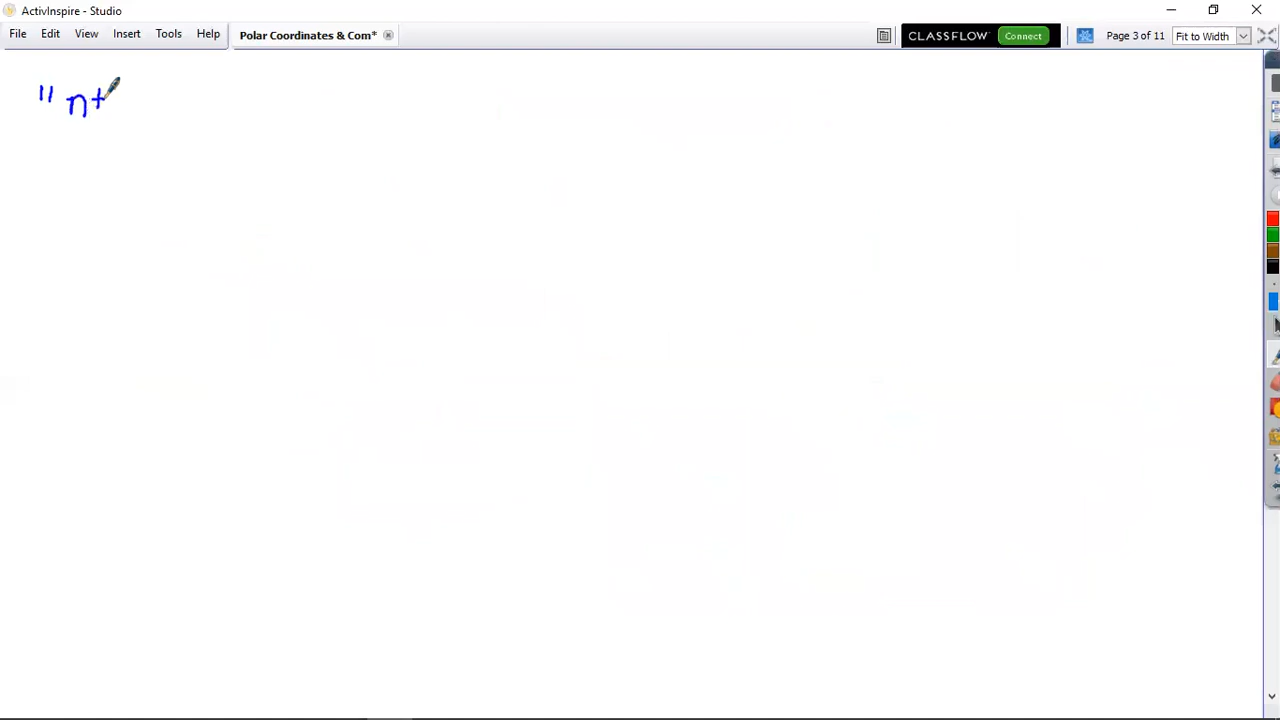 ActivInspire - Studio
File Edit View Insert Tools Help Polar Coordinates & Com* CLASSFLOW Connect Page 3 of 11 Fit to Width
" nt